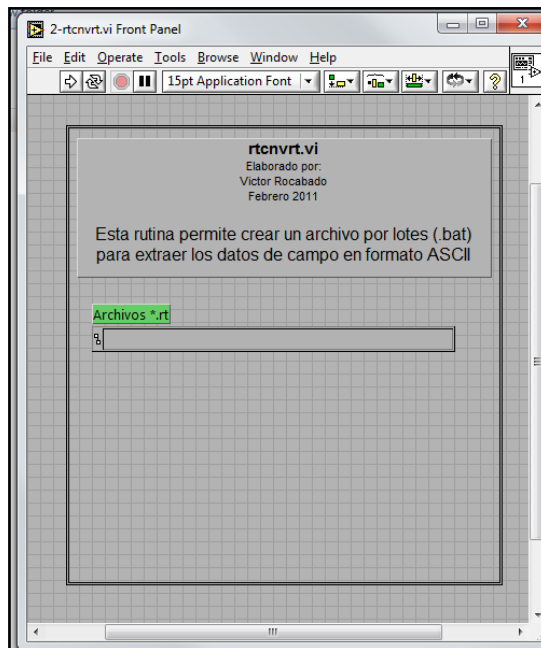 2-rtcnvrt.vi Front Panel
File Edit Operate Tools Browse Window Help
15pt Application Font
1
rtcnvrt.vi
Elaborado por:
Victor Rocabado
Febrero 2011
Esta rutina permite crear un archivo por lotes (.bat)
para extraer los datos de campo en formato ASCII
Archivos *.rt